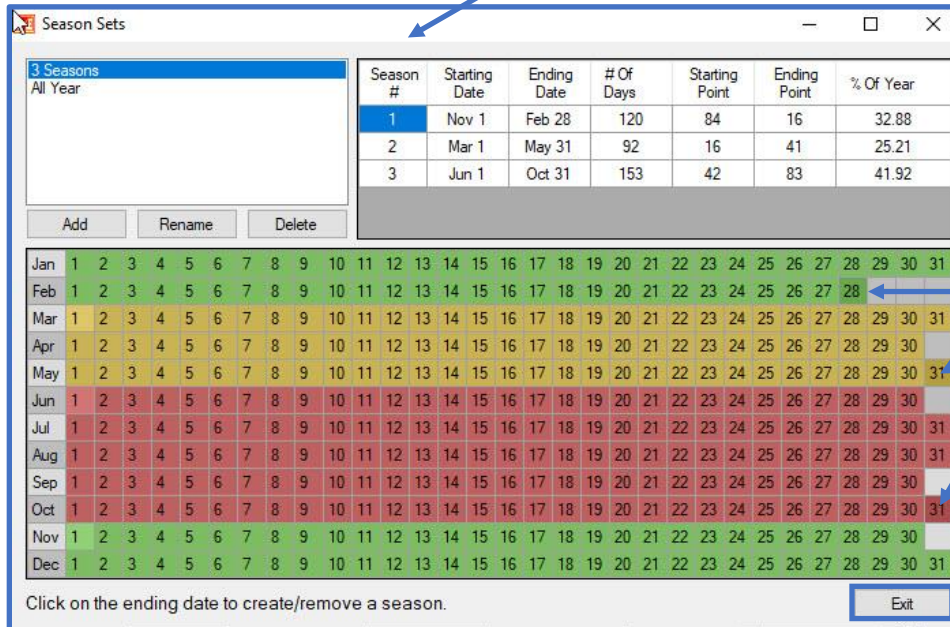 Season Sets
3 Seasons
All Year
Add Rename Delete
Season # Starting Date Ending Date # Of Days Starting Point Ending Point % Of Year
1 Nov 1 Feb 28 120 84 16 32.88
2 Mar 1 May 31 92 16 41 25.21
3 Jun 1 Oct 31 153 42 83 41.92
Jan 1 2 3 4 5 6 7 8 9 10 11 12 13 14 15 16 17 18 19 20 21 22 23 24 25 26 27 28 29 30 31
Feb 1 2 3 4 5 6 7 8 9 10 11 12 13 14 15 16 17 18 19 20 21 22 23 24 25 26 27 28
Mar 1 2 3 4 5 6 7 8 9 10 11 12 13 14 15 16 17 18 19 20 21 22 23 24 25 26 27 28 29 30 31
Apr 1 2 3 4 5 6 7 8 9 10 11 12 13 14 15 16 17 18 19 20 21 22 23 24 25 26 27 28 29 30
May 1 2 3 4 5 6 7 8 9 10 11 12 13 14 15 16 17 18 19 20 21 22 23 24 25 26 27 28 29 30 31
Jun 1 2 3 4 5 6 7 8 9 10 11 12 13 14 15 16 17 18 19 20 21 22 23 24 25 26 27 28 29 30
Jul 1 2 3 4 5 6 7 8 9 10 11 12 13 14 15 16 17 18 19 20 21 22 23 24 25 26 27 28 29 30 31
Aug 1 2 3 4 5 6 7 8 9 10 11 12 13 14 15 16 17 18 19 20 21 22 23 24 25 26 27 28 29 30 31
Sep 1 2 3 4 5 6 7 8 9 10 11 12 13 14 15 16 17 18 19 20 21 22 23 24 25 26 27 28 29 30
Oct 1 2 3 4 5 6 7 8 9 10 11 12 13 14 15 16 17 18 19 20 21 22 23 24 25 26 27 28 29 30 31
Nov 1 2 3 4 5 6 7 8 9 10 11 12 13 14 15 16 17 18 19 20 21 22 23 24 25 26 27 28 29 30
Dec 1 2 3 4 5 6 7 8 9 10 11 12 13 14 15 16 17 18 19 20 21 22 23 24 25 26 27 28 29 30 31
Click on the ending date to create/remove a season.
Exit